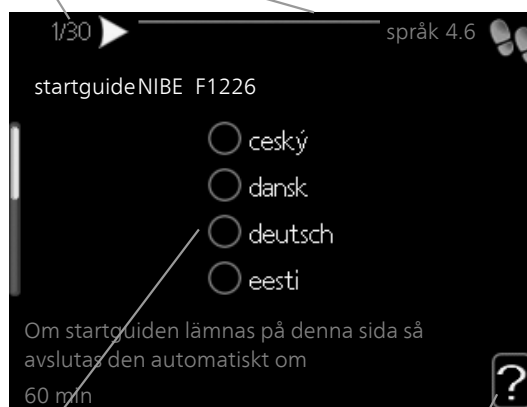 1/30
språk 4.6
startguide NIBE F1226
ceský
dansk
deutsch
eesti
Om startguiden lämnas på denna sida så
avslutas den automatiskt om
60 min
?